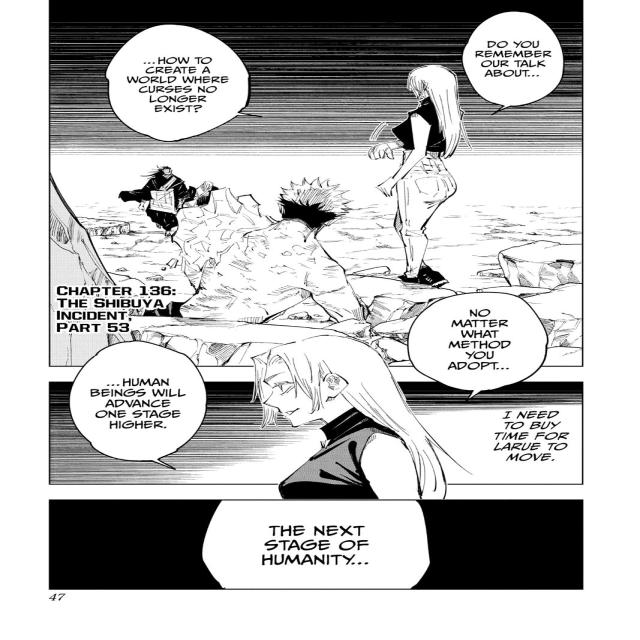 DO YOU
REMEMBER
OUR TALK
ABOUT...
...HOW TO
CREATE A
WORLD WHERE
CURSES NO
LONGER
EXIST?
CHAPTER 136:
THE SHIBUYA
INCIDENT,
PART 53
NO
MATTER
WHAT
METHOD
YOU
ADOPT...
I NEED
TO BUY
TIME FOR
LARUE TO
MOVE.
...HUMAN
BEINGS WILL
ADVANCE
ONE STAGE
HIGHER.
THE NEXT
STAGE OF
HUMANITY...
47